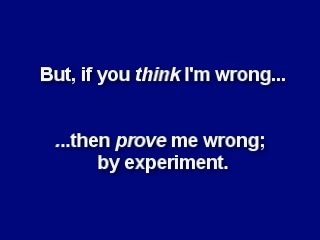 But, if you think I'm wrong...
...then prove me wrong;
by experiment.